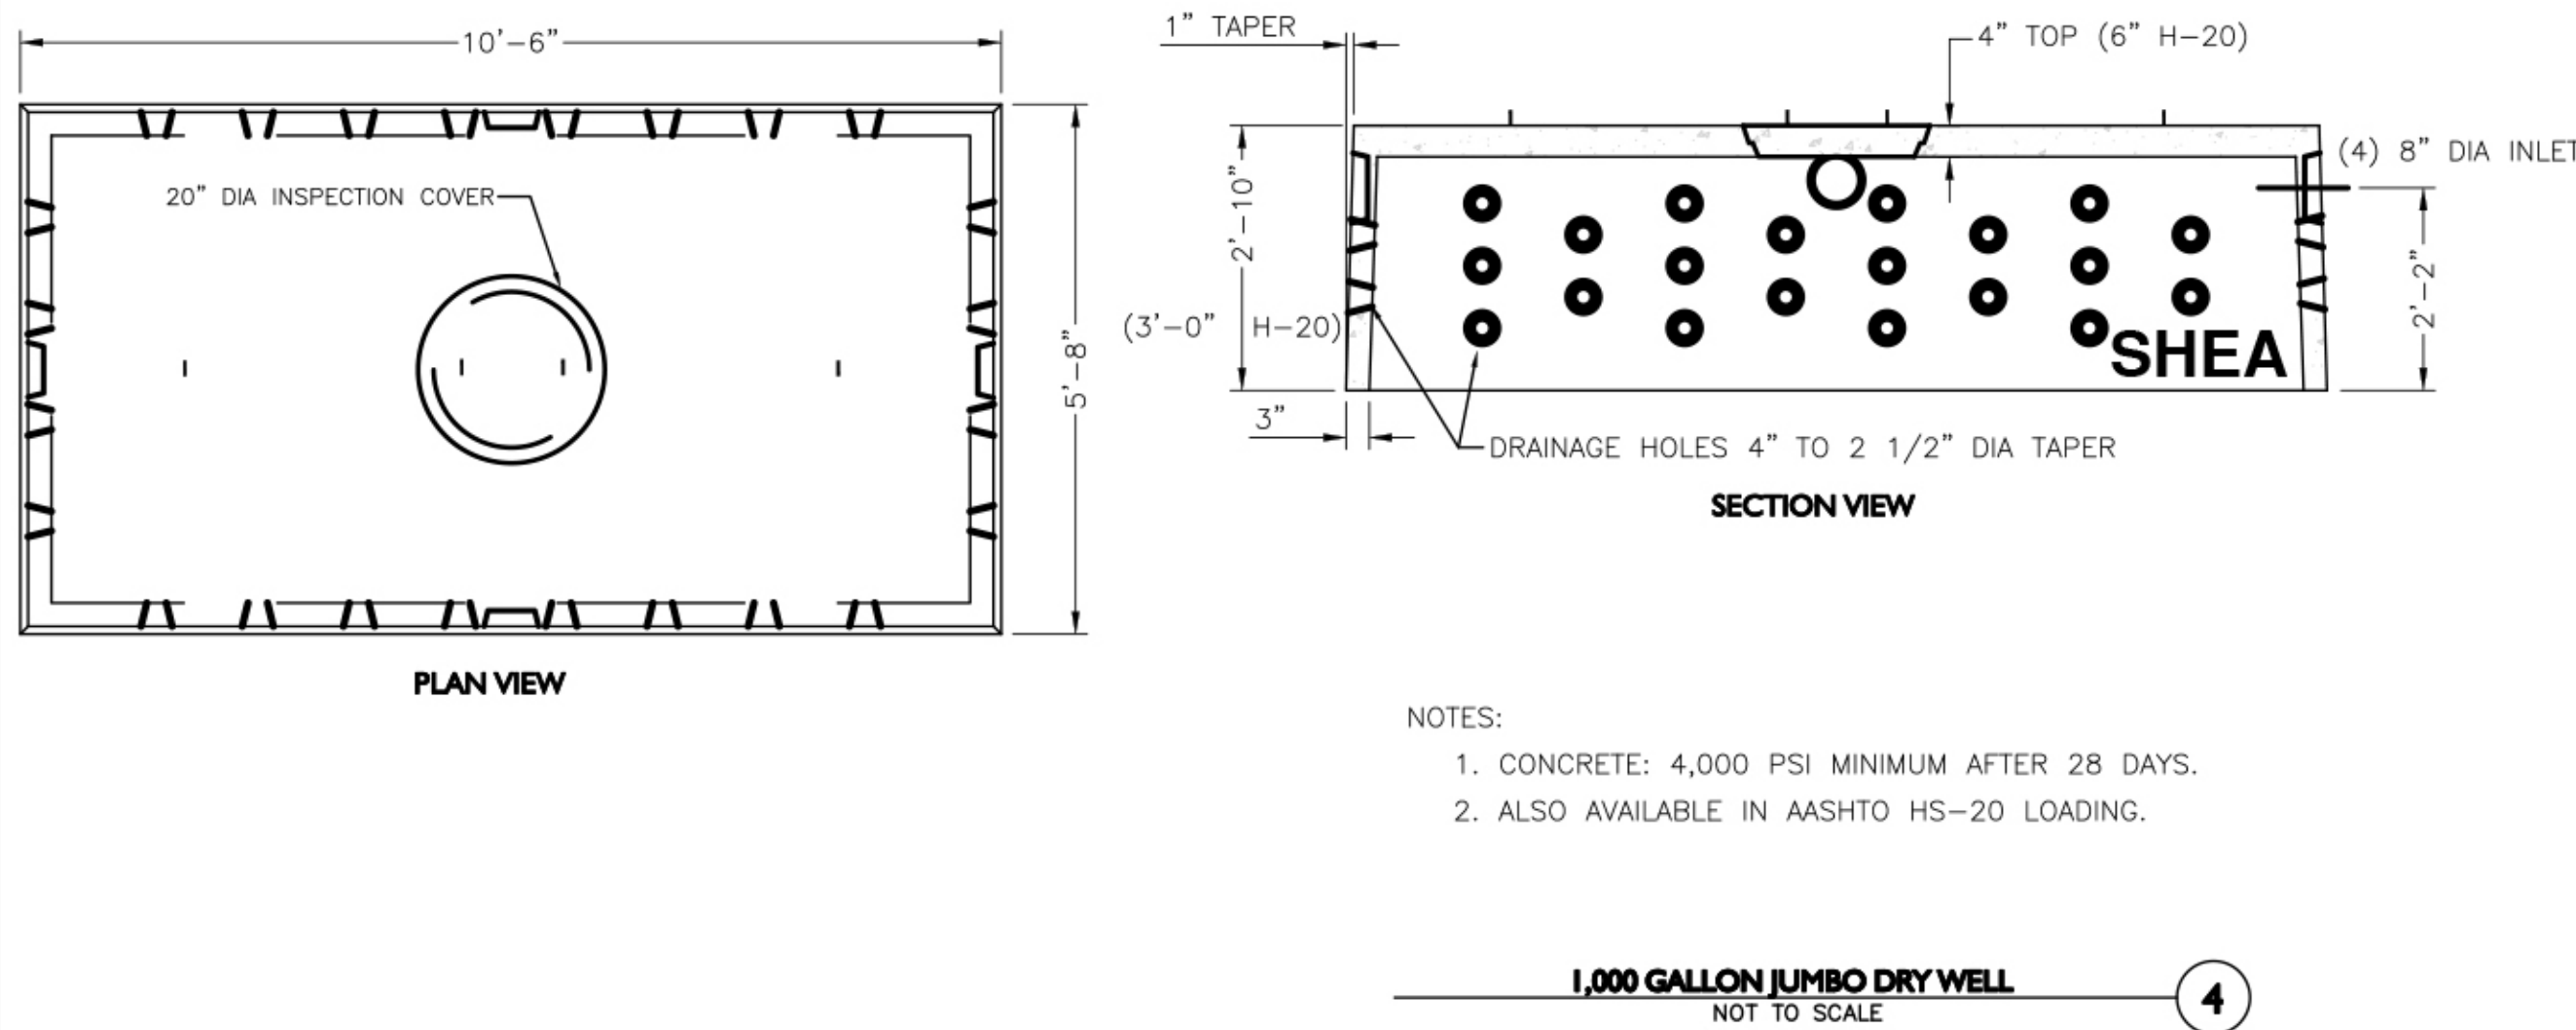 10'-6"
20" DIA INSPECTION COVER
5'-8"
PLAN VIEW
1" TAPER
4" TOP (6" H-20)
(4) 8" DIA INLET
2'-10"
(3'-0" H-20)
2'-2"
SHEA
3"
DRAINAGE HOLES 4" TO 2 1/2" DIA TAPER
SECTION VIEW
NOTES:
1. CONCRETE: 4,000 PSI MINIMUM AFTER 28 DAYS.
2. ALSO AVAILABLE IN AASHTO HS-20 LOADING.
1,000 GALLON JUMBO DRY WELL
4
NOT TO SCALE